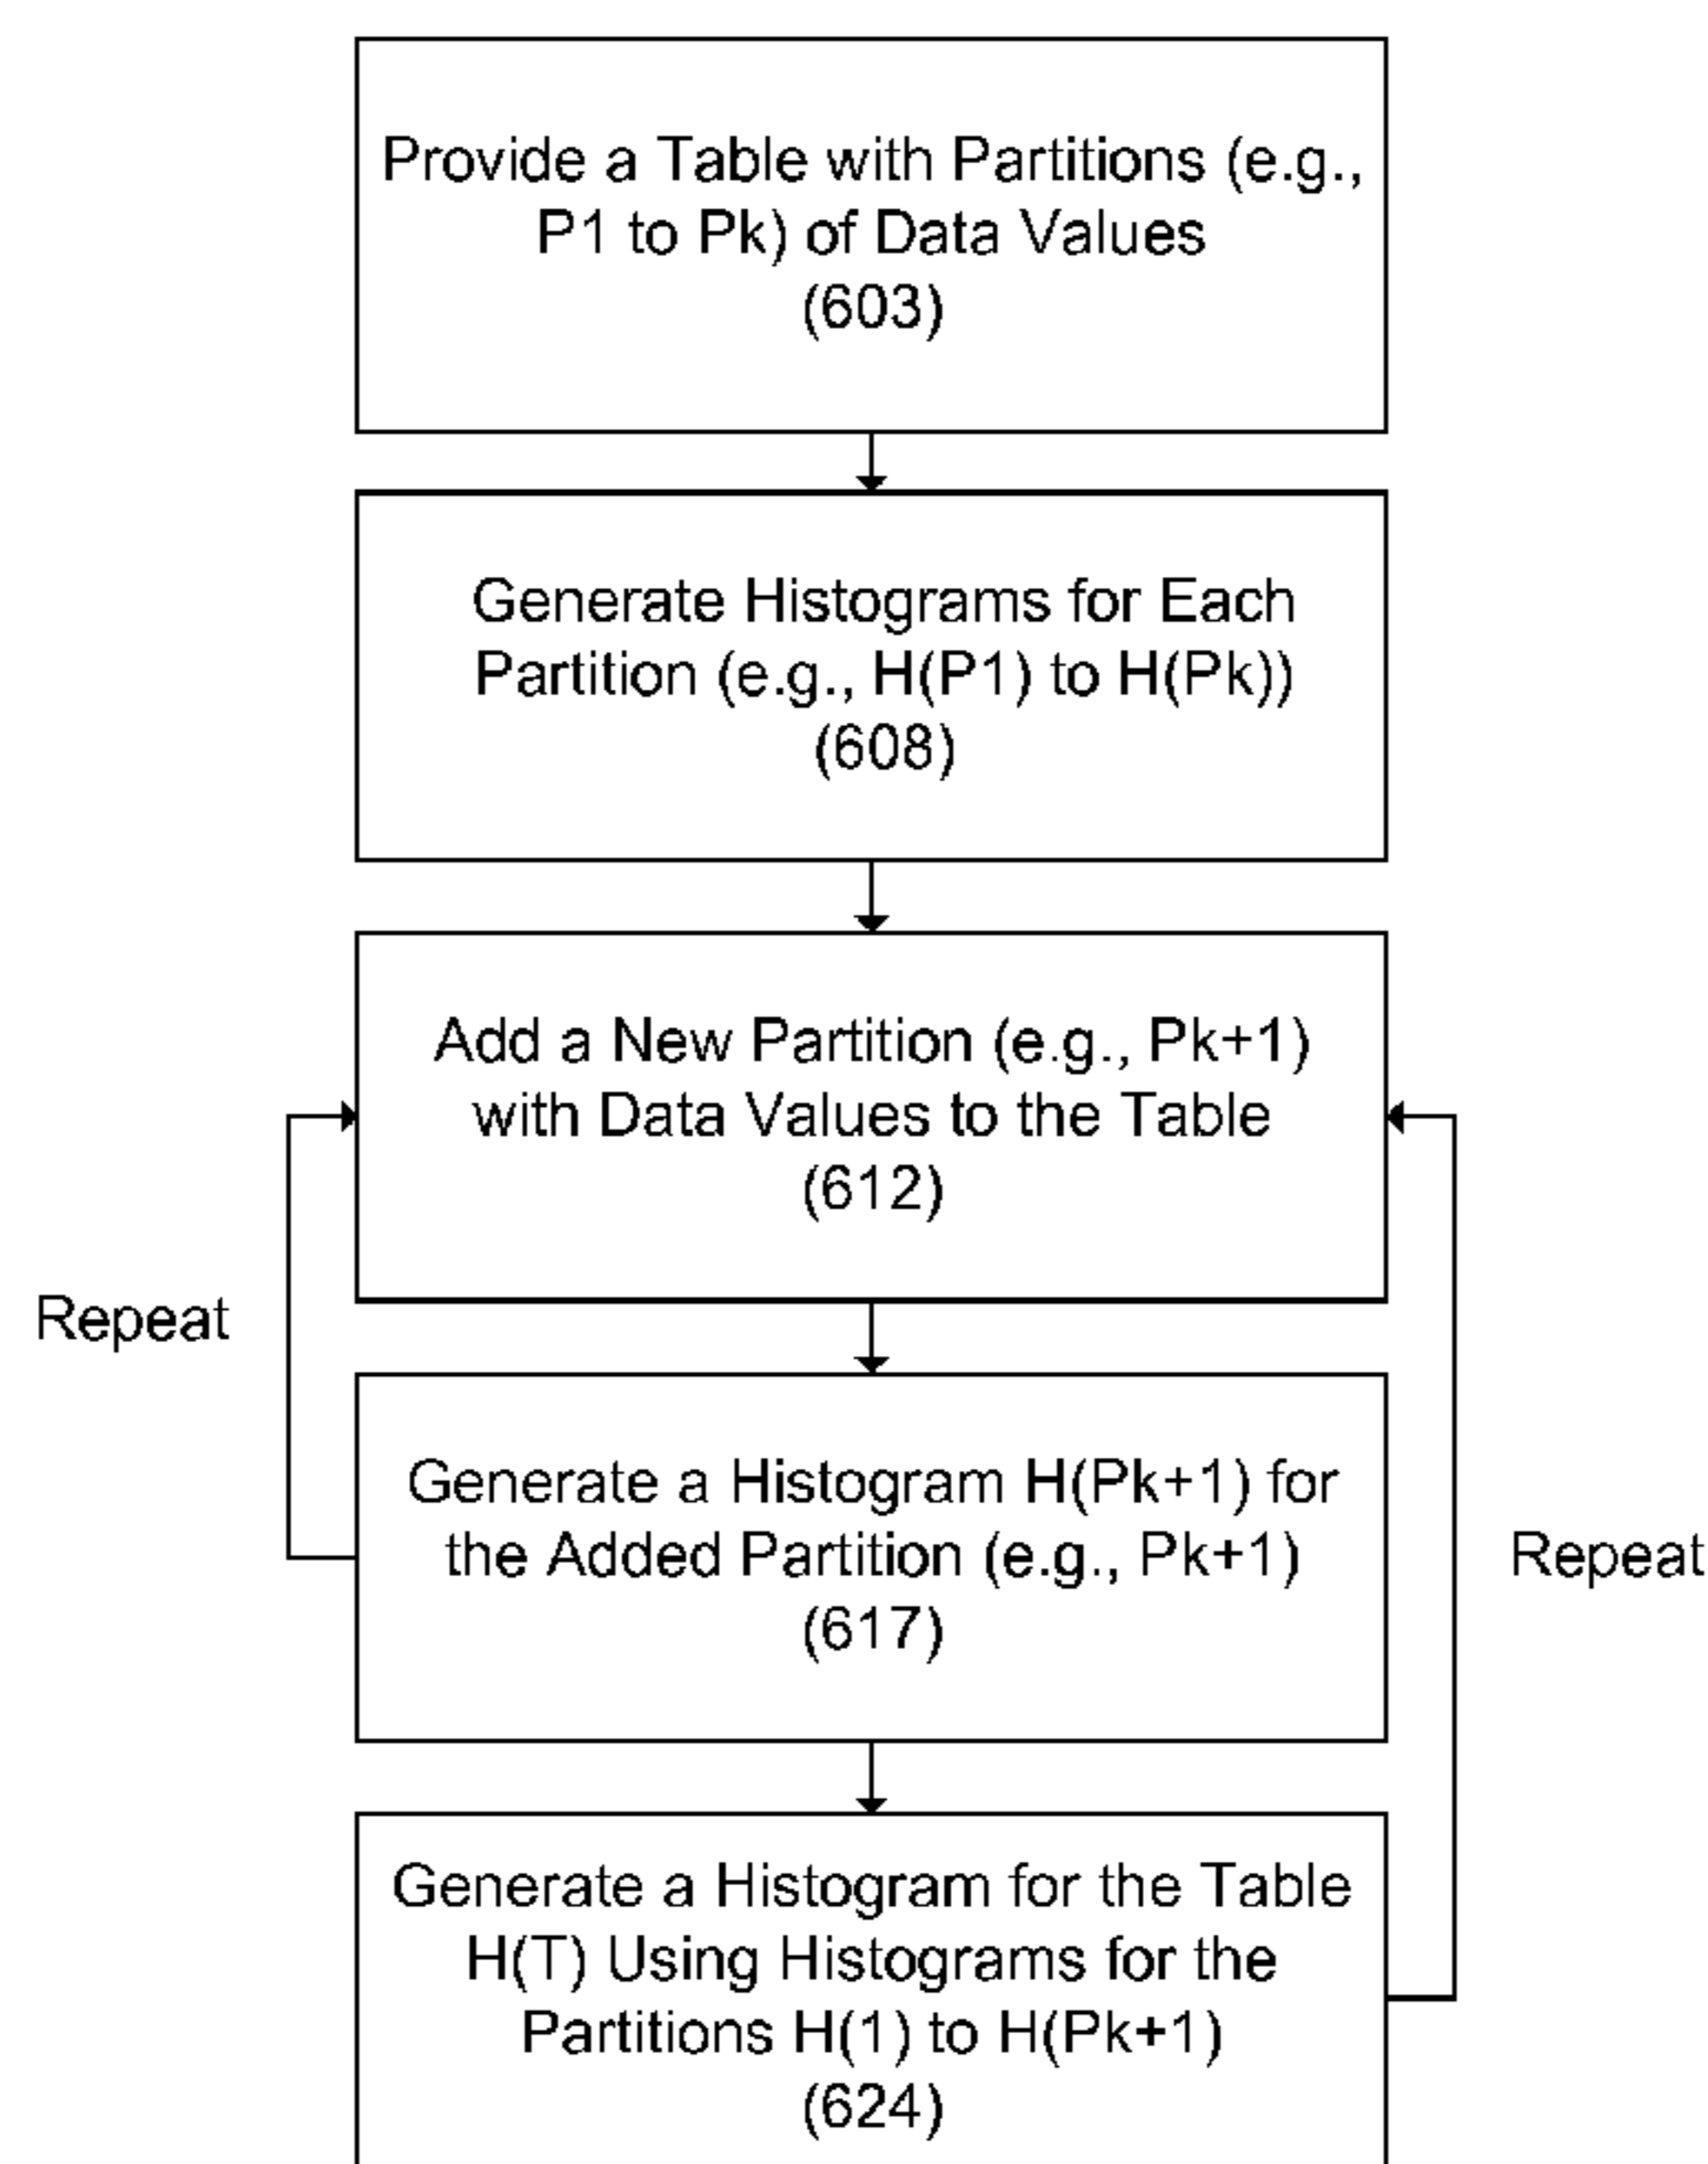 Provide a Table with Partitions (e.g.,
P1 to Pk) of Data Values
(603)
Generate Histograms for Each
Partition (e.g., H(P1) to H(Pk))
(608)
Add a New Partition (e.g., Pk+1)
with Data Values to the Table
(612)
Repeat
Generate a Histogram H(Pk+1) for
the Added Partition (e.g., Pk+1)
(617)
Repeat
Generate a Histogram for the Table
H(T) Using Histograms for the
Partitions H(1) to H(Pk+1)
(624)